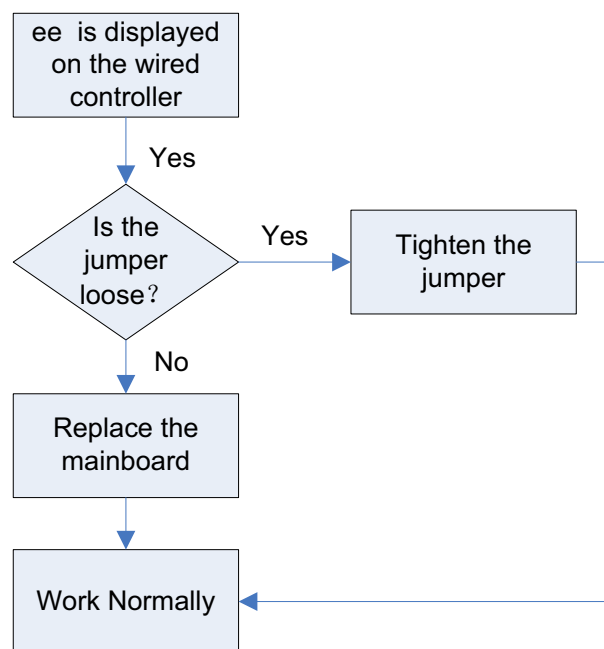 ee is displayed
on the wired
controller
Yes
Is the
jumper
loose?
Yes
Tighten the
jumper
No
Replace the
mainboard
Work Normally